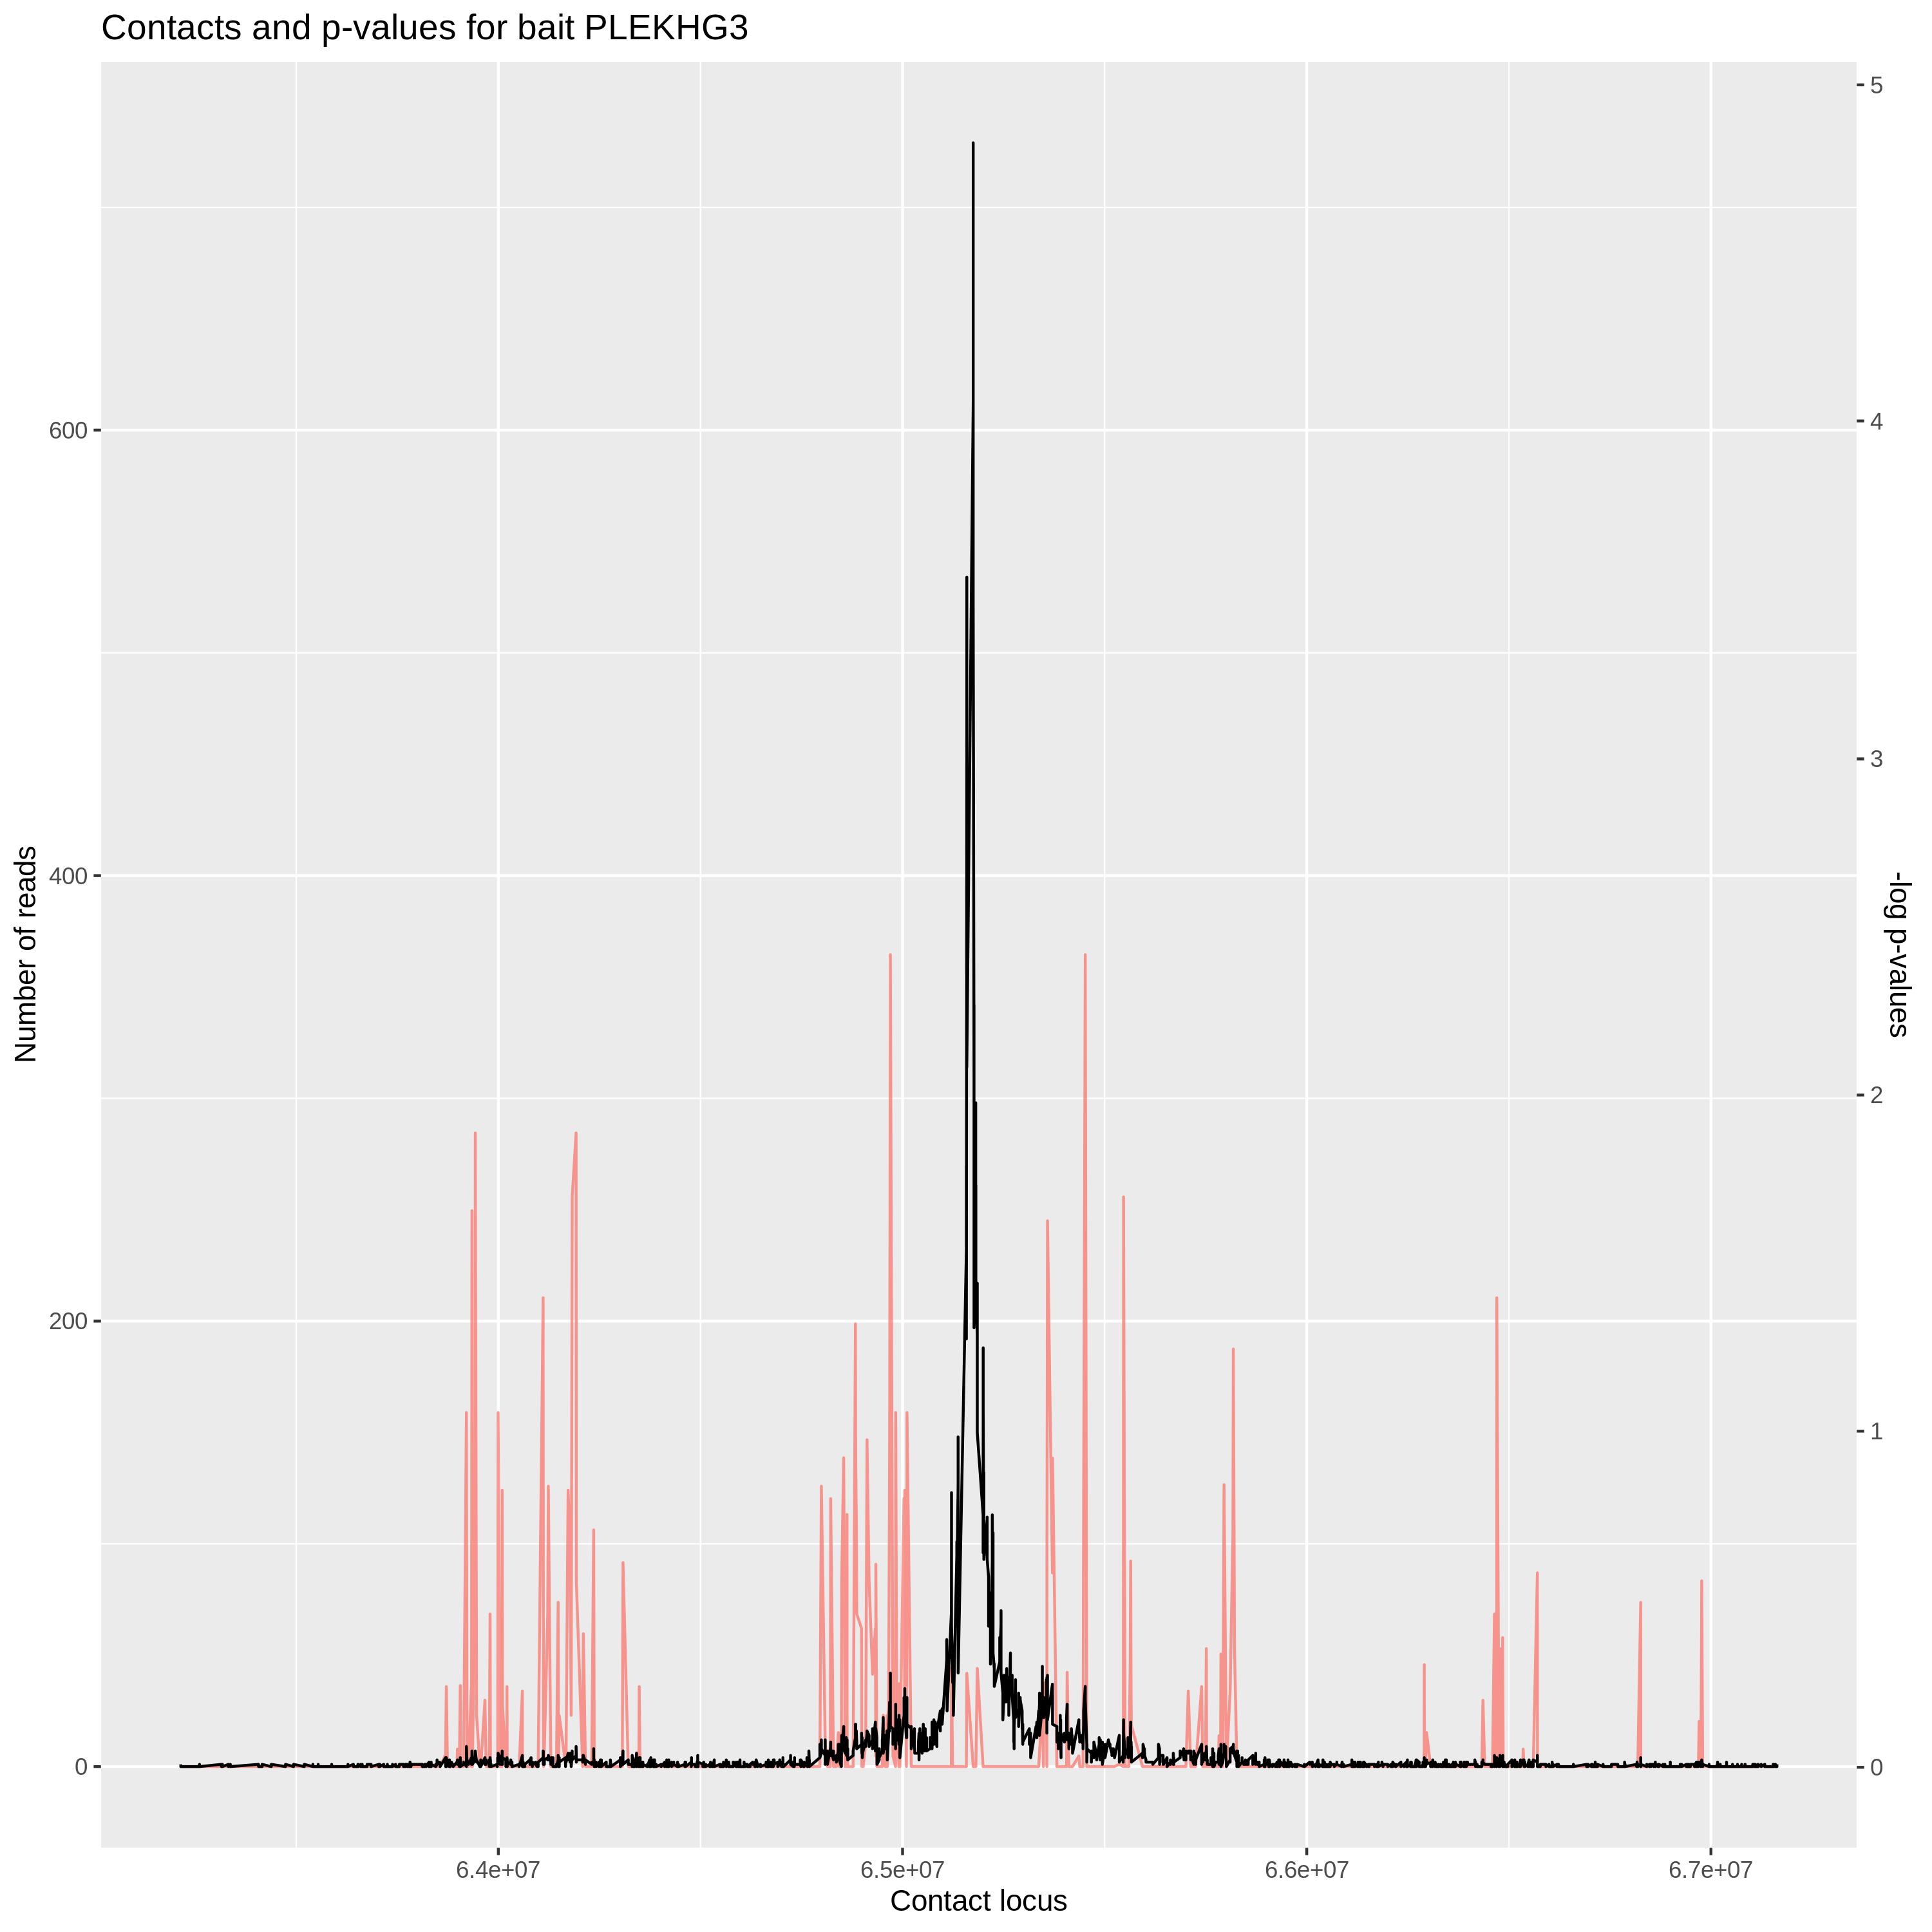 Contacts and p-values for bait PLEKHG3
Number of reads
600
400
200
0
5
4
3
2
1
0
-log p-values
6.4e+07
6.5e+07
6.6e+07
6.7e+07
Contact locus